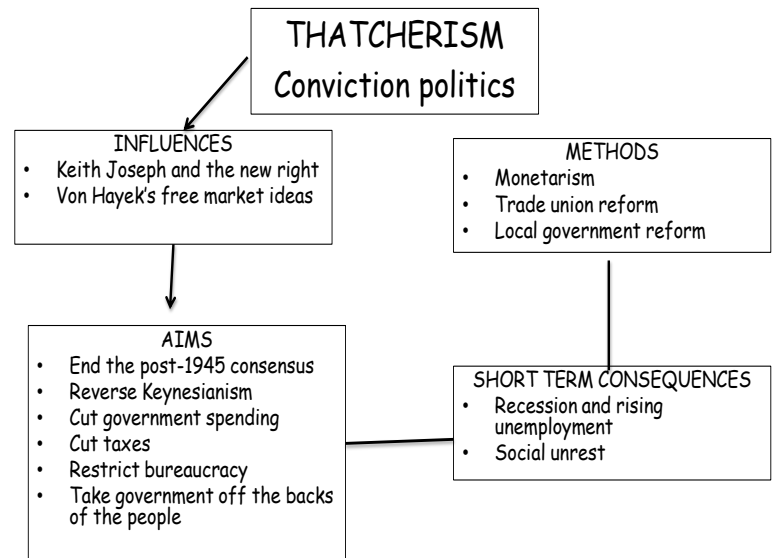 THATCHERISM
Conviction politics
INFLUENCES
• Keith Joseph and the new right
• Von Hayek's free market ideas
METHODS
• Monetarism
• Trade union reform
• Local government reform
AIMS
• End the post-1945 consensus
• Reverse Keynesianism
• Cut government spending
• Cut taxes
• Restrict bureaucracy
• Take government off the backs
of the people
SHORT TERM CONSEQUENCES
• Recession and rising
unemployment
• Social unrest